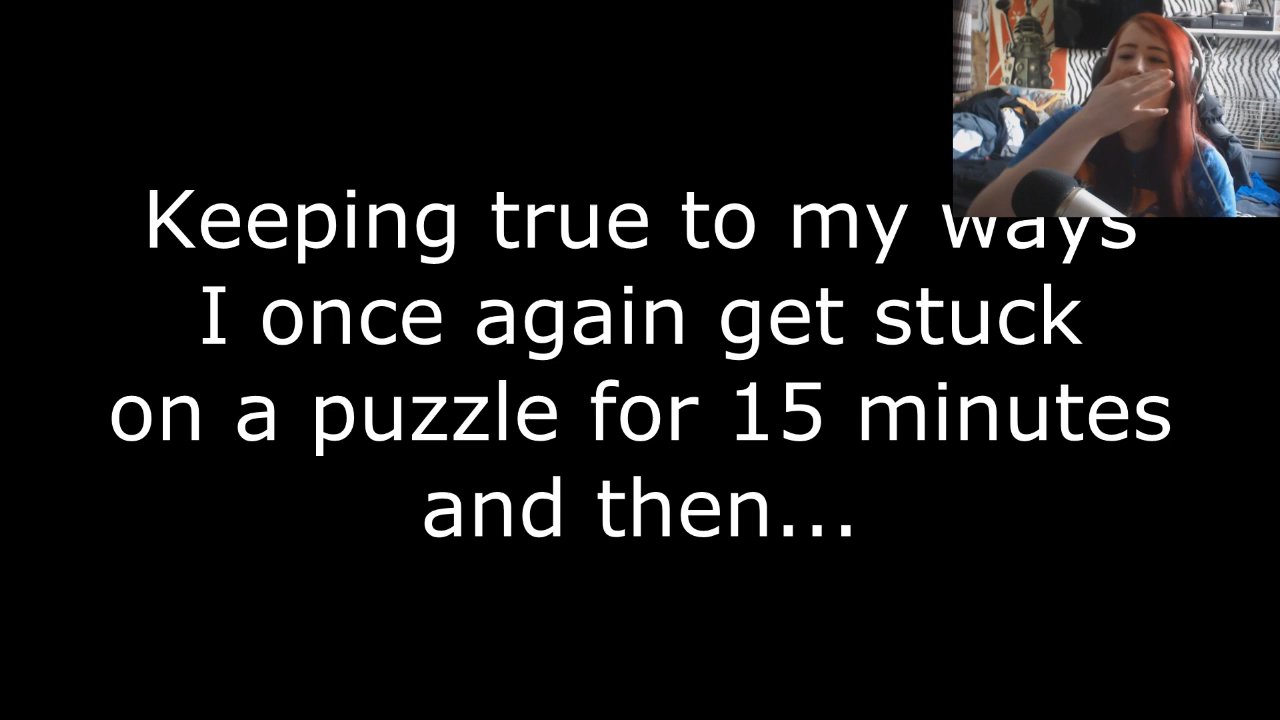 Keeping true to my ways
I once again get stuck
on a puzzle for 15 minutes
and then...